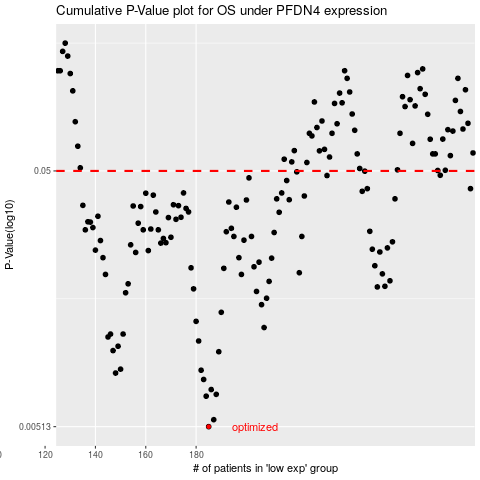 Cumulative P-Value plot for OS under PFDN4 expression
P-Value(log10)
0.05
0.00513
optimized
0 120 140 160 180
# of patients in 'low exp' group